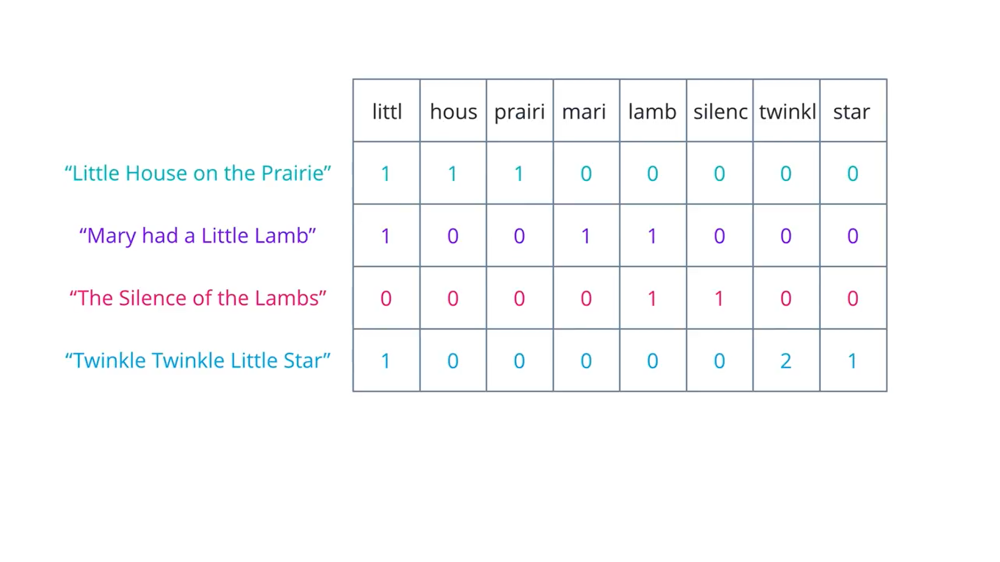 littl hous prairi mari lamb silenc twinkl star
“Little House on the Prairie” 1 1 1 0 0 0 0 0
“Mary had a Little Lamb” 1 0 0 1 1 0 0 0
“The Silence of the Lambs” 0 0 0 0 1 1 0 0
“Twinkle Twinkle Little Star” 1 0 0 0 0 0 2 1